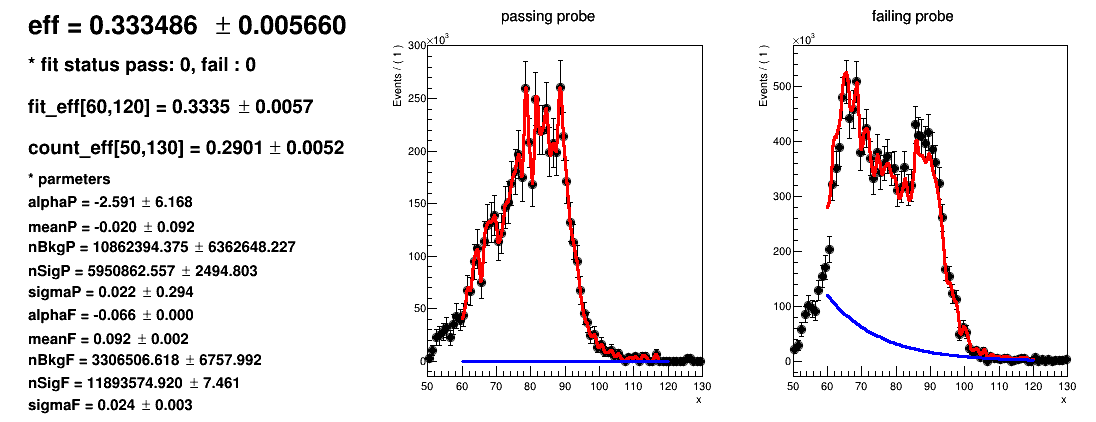 eff = 0.333486 ± 0.005660
* fit status pass: 0, fail : 0
fit_eff[60,120] = 0.3335 ± 0.0057
count_eff[50,130] = 0.2901 ± 0.0052
* parmeters
alphaP = -2.591 ± 6.168
meanP = -0.020 ± 0.092
nBkgP = 10862394.375 ± 6362648.227
nSigP = 5950862.557 ± 2494.803
sigmaP = 0.022 ± 0.294
alphaF = -0.066 ± 0.000
meanF = 0.092 ± 0.002
nBkgF = 3306506.618 ± 6757.992
nSigF = 11893574.920 ± 7.461
sigmaF = 0.024 ± 0.003
passing probe
×10³
Events / ( 1 )
300
250
200
150
100
50
0
50 60 70 80 90 100 110 120 130
x
failing probe
×10³
Events / ( 1 )
500
400
300
200
100
0
50 60 70 80 90 100 110 120 130
x